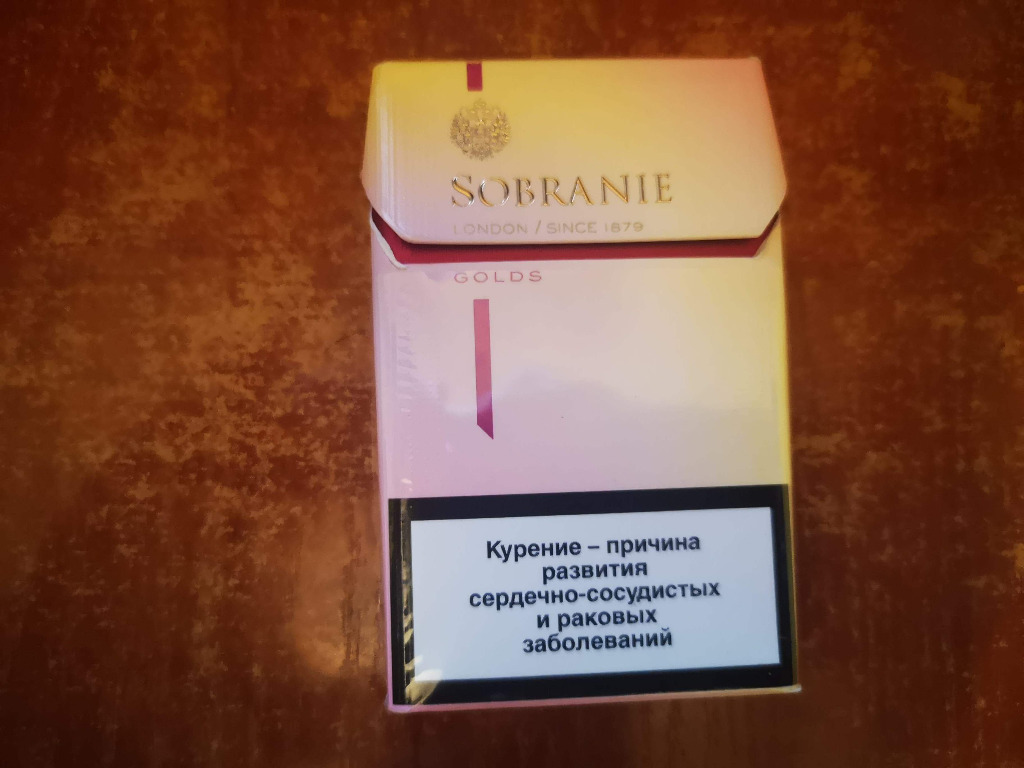 SOBRANIE
LONDON / SINCE 1879
GOLDS
Курение – причина
развития
сердечно-сосудистых
и раковых
заболеваний